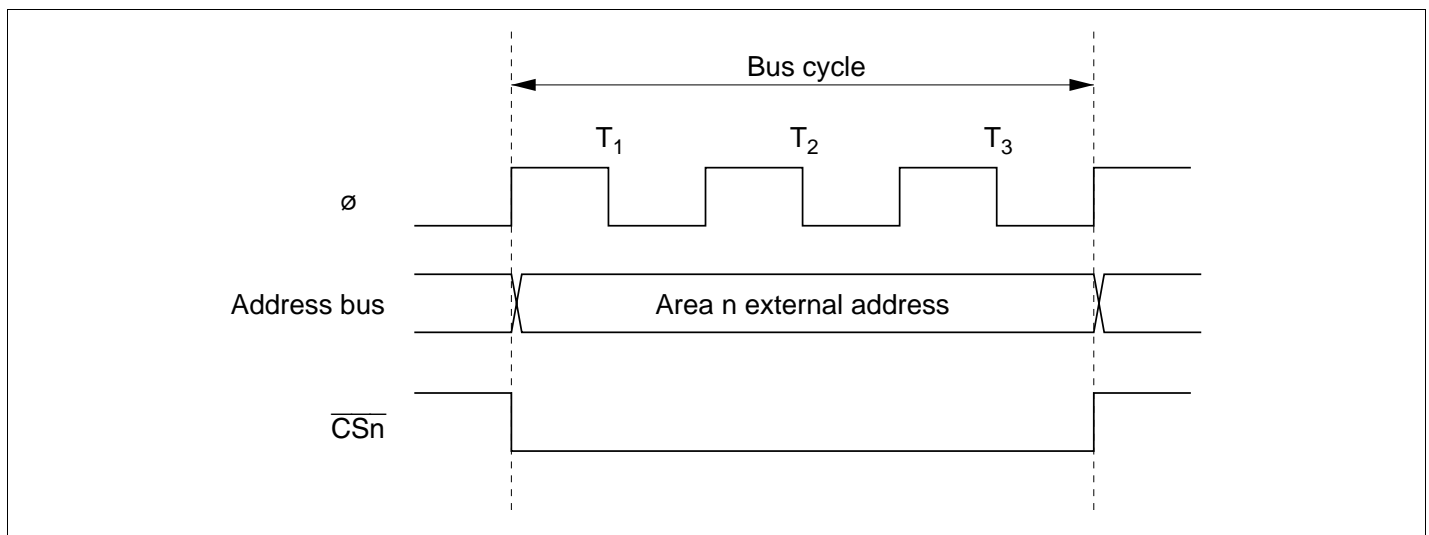 Bus cycle
T1 T2 T3
ø
Address bus Area n external address
CSn